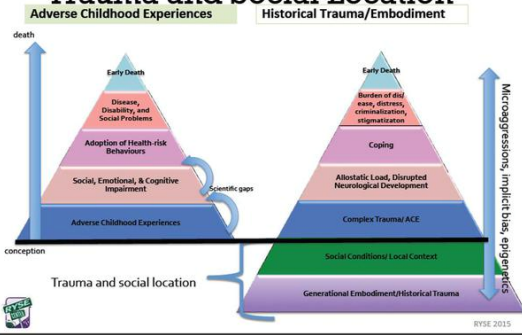 Trauma and Social Location
Adverse Childhood Experiences
Historical Trauma/Embodiment
death
Early Death
Disease,
Disability, and
Social Problems
Adoption of Health-risk
Behaviours
Social, Emotional, & Cognitive
Impairment
Adverse Childhood Experiences
Scientific gaps
conception
Early Death
Burden of dis/
ease, distress,
criminalization,
stigmatizaton
Coping
Allostatic Load, Disrupted
Neurological Development
Complex Trauma/ ACE
Social Conditions/ Local Context
Generational Embodiment/Historical Trauma
Microaggressions, implicit bias, epigenetics
Trauma and social location
RYSE
RYSE 2015